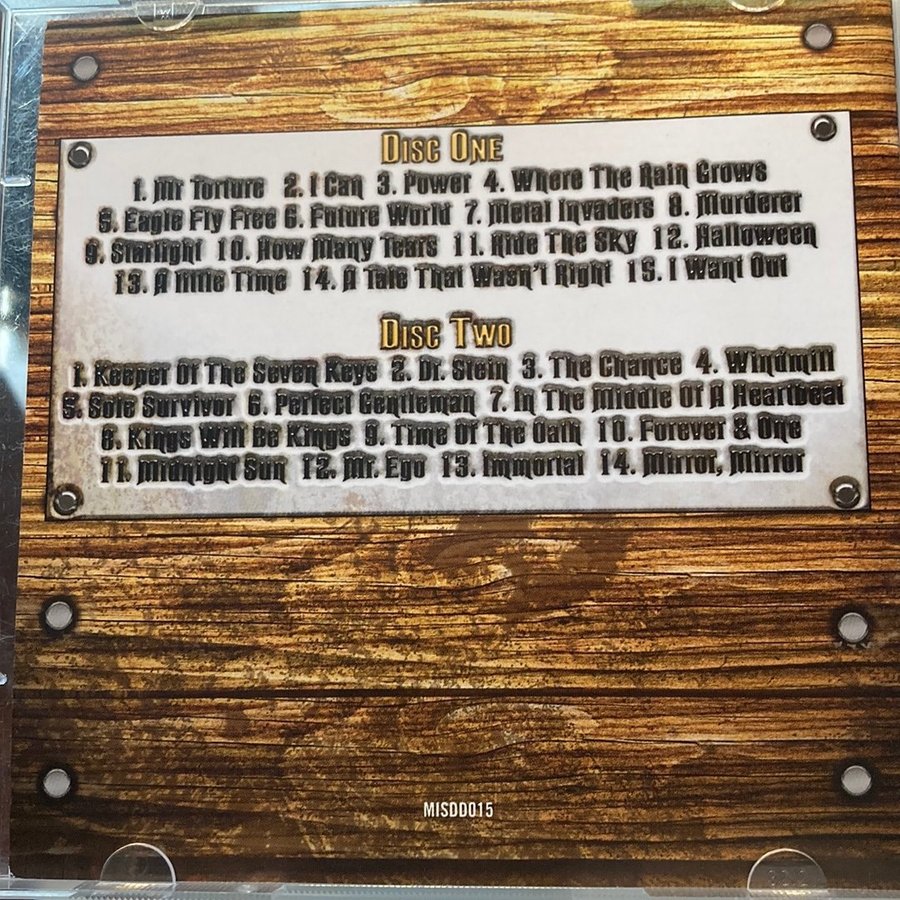 Disc One
1. Mr Torture 2. I Can 3. Power 4. Where The Rain Grows
5. Eagle Fly Free 6. Future World 7. Metal Invaders 8. Murderer
9. Starlight 10. How Many Tears 11. Ride The Sky 12. Halloween
13. A little Time 14. A Tale That Wasn't Right 15. I Want Out
Disc Two
1. Keeper Of The Seven Keys 2. Dr. Stein 3. The Chance 4. Windmill
5. Sole Survivor 6. Perfect Gentleman 7. In The Middle Of A Heartbeat
8. Kings Will Be Kings 9. Time Of The Oath 10. Forever & One
11. Midnight Sun 12. Mr. Ego 13. Immortal 14. Mirror, Mirror
MISDD015